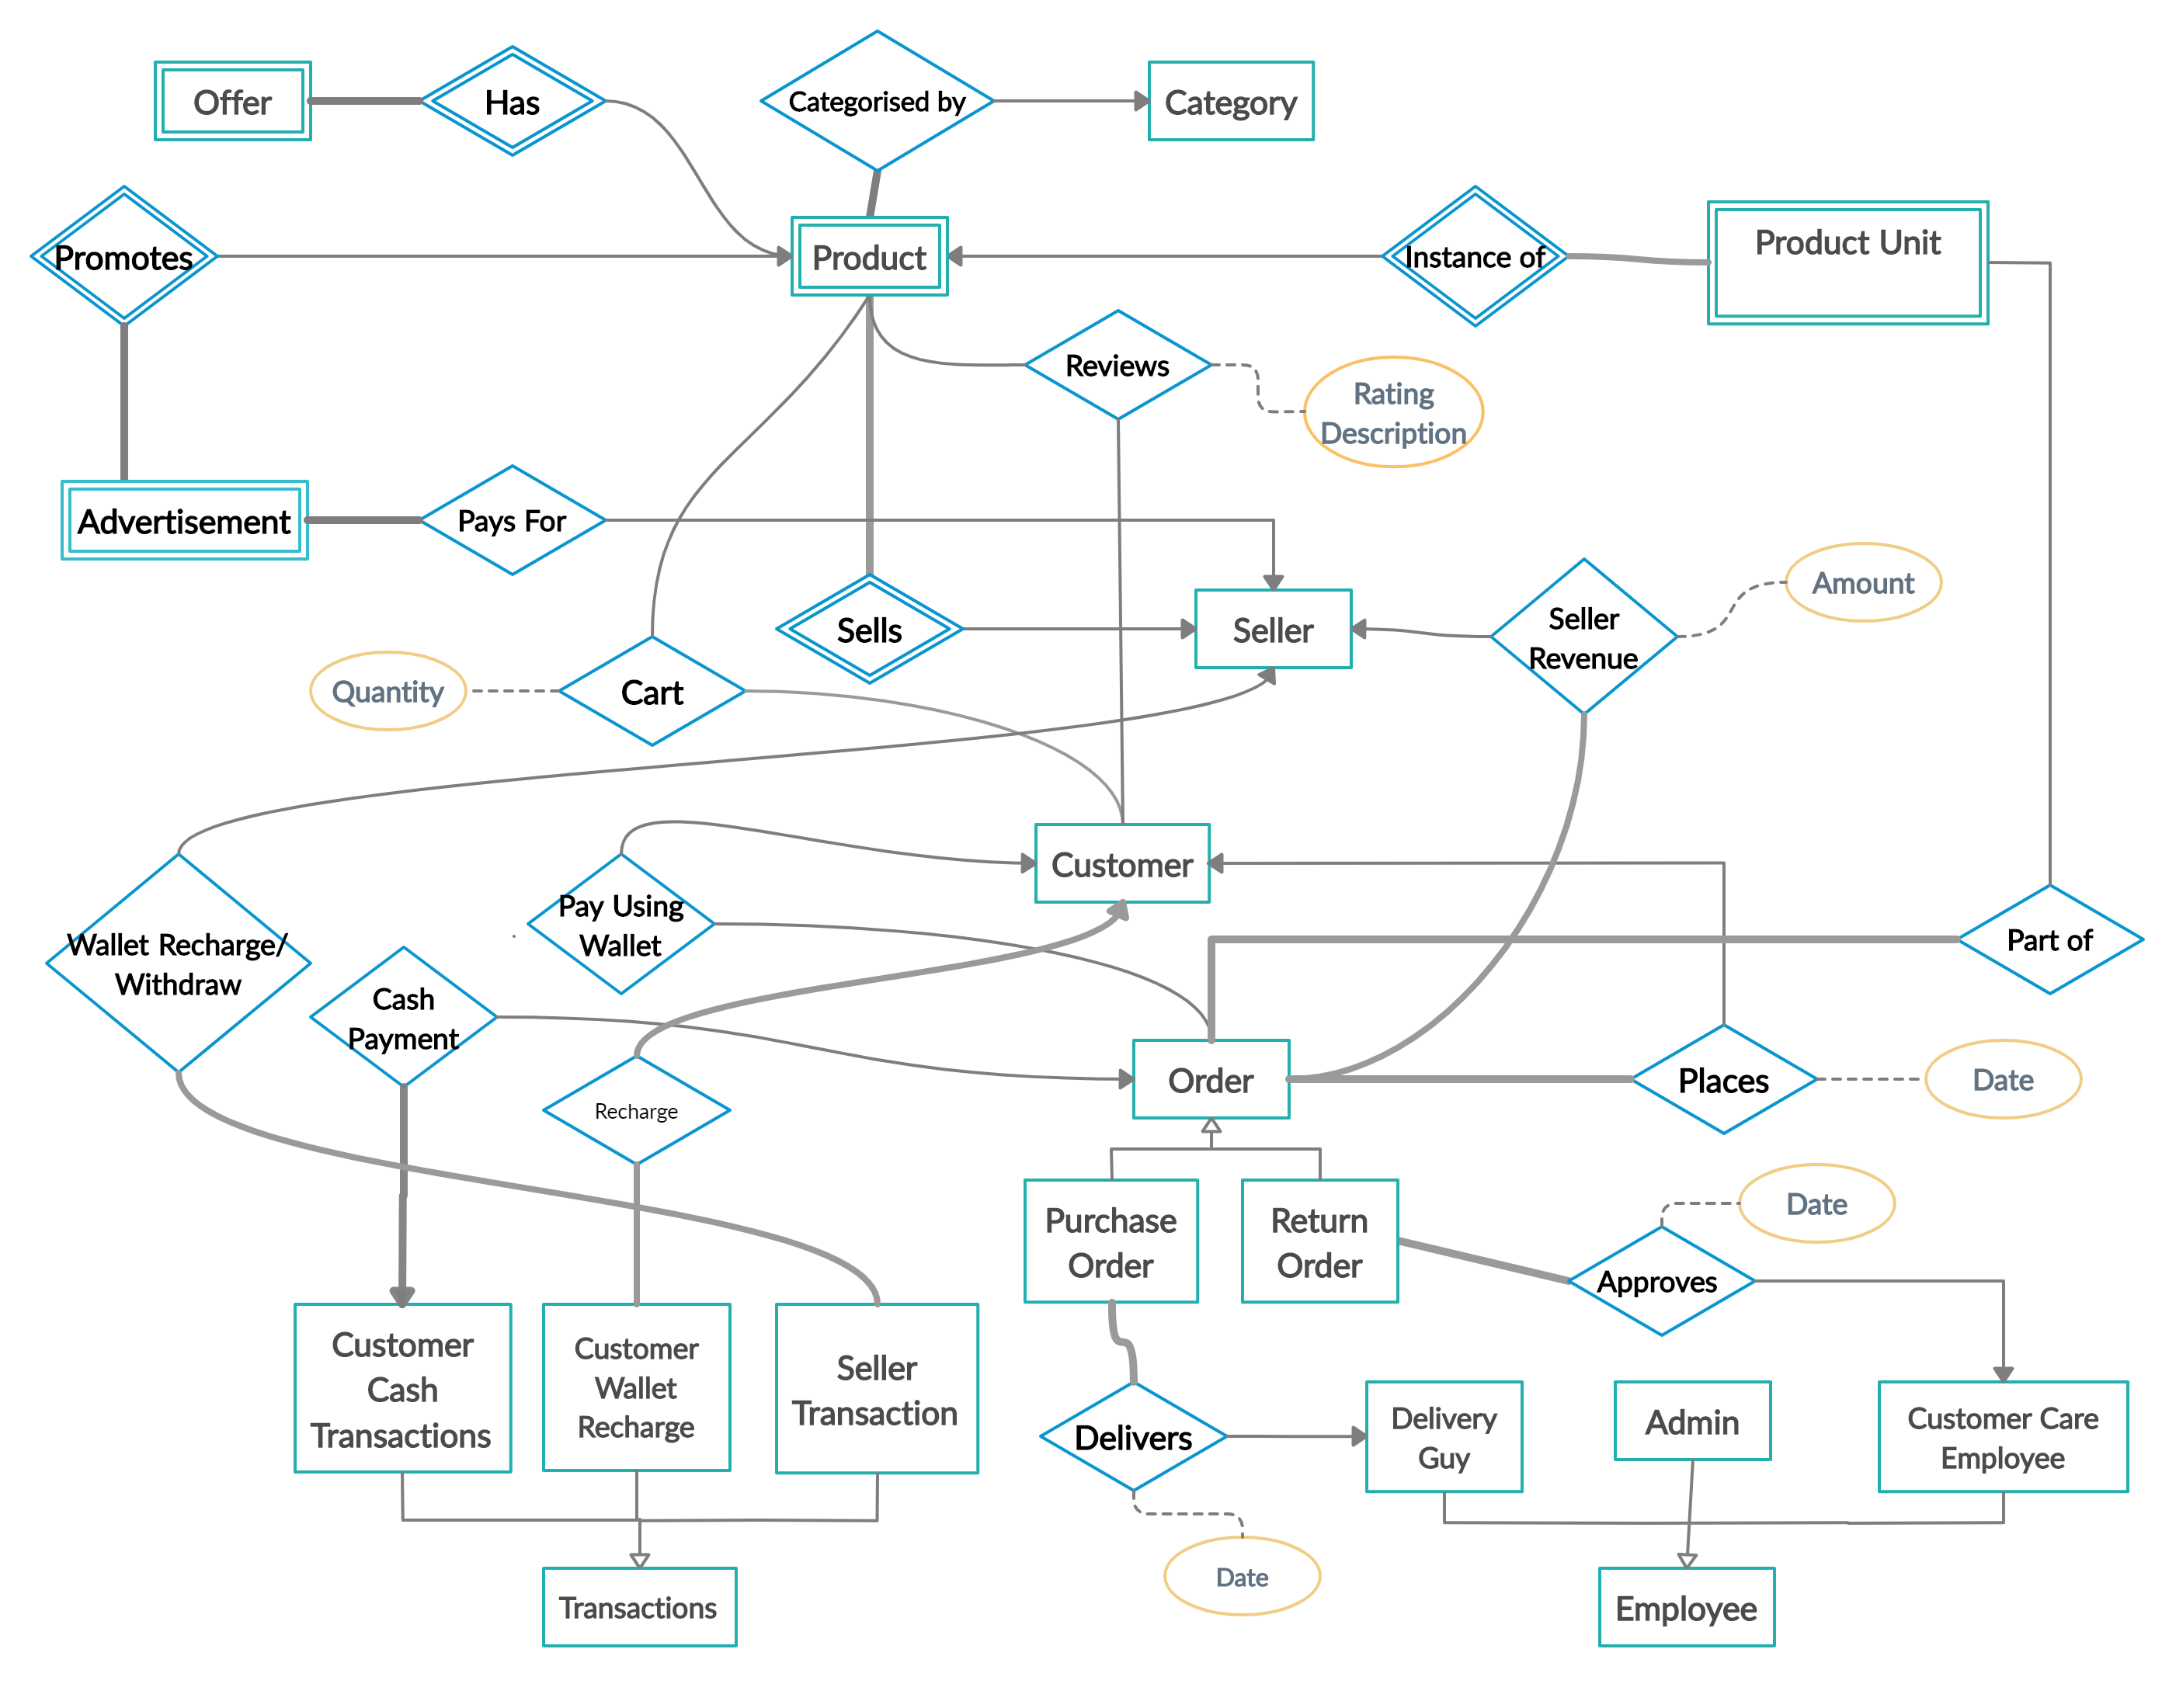 Offer
Has
Categorised by
Category
Promotes
Product
Instance of
Product Unit
Reviews
Rating
Description
Advertisement
Pays For
Sells
Seller
Seller
Revenue
Amount
Quantity
Cart
Customer
Wallet Recharge/
Withdraw
Pay Using
Wallet
Part of
Cash
Payment
Recharge
Order
Places
Date
Purchase
Order
Return
Order
Approves
Date
Customer
Cash
Transactions
Customer
Wallet
Recharge
Seller
Transaction
Delivers
Delivery
Guy
Admin
Customer Care
Employee
Date
Transactions
Employee